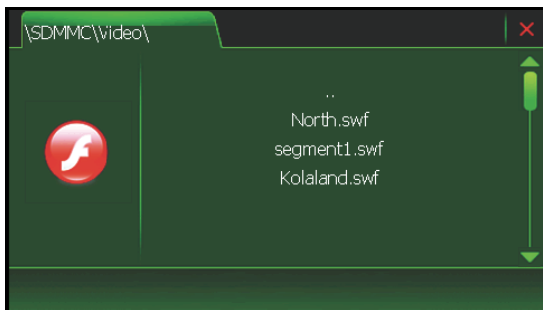 \SDMMC\Video\
..
North.swf
segment1.swf
Kolaland.swf